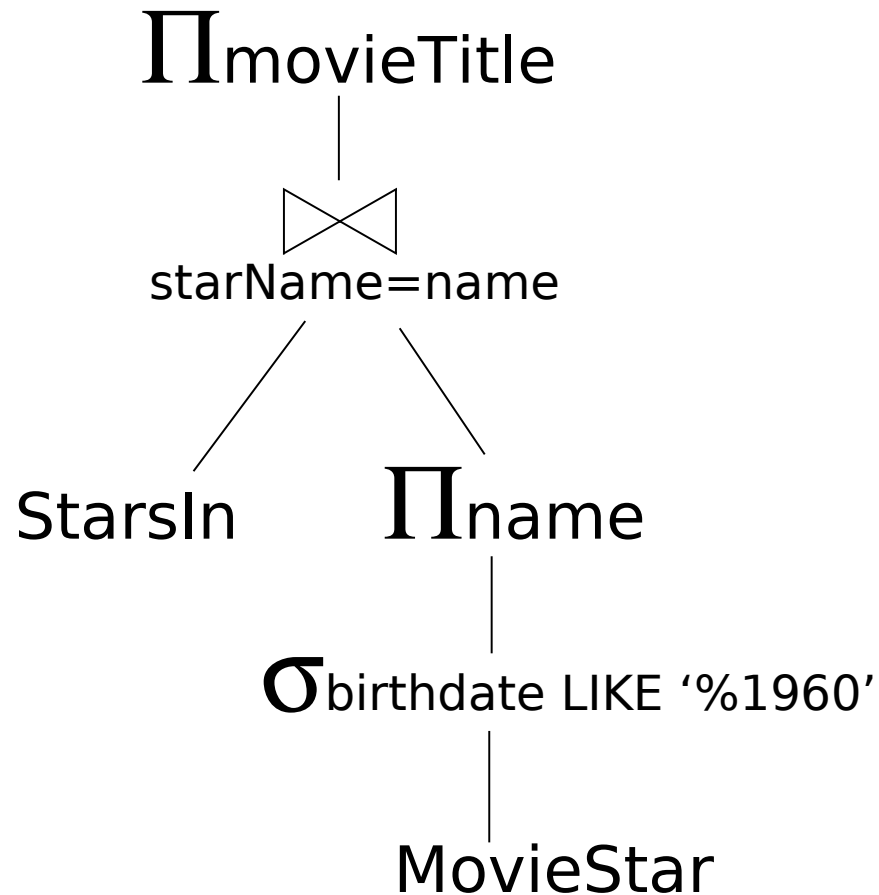 ΠmovieTitle
starName=name
StarsIn
Πname
σbirthdate LIKE ‘%1960’
MovieStar